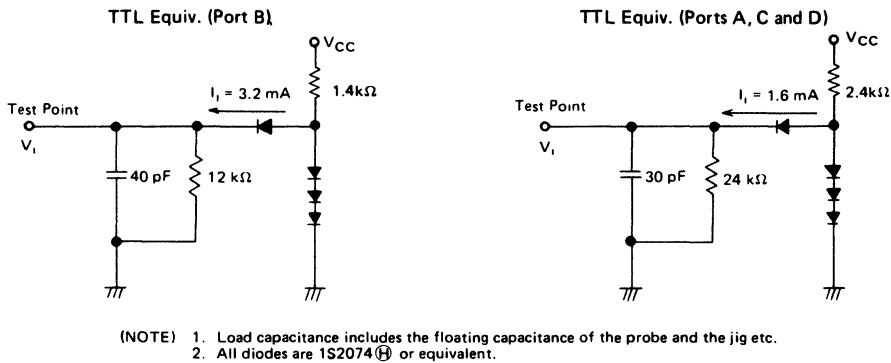 TTL Equiv. (Port B)
VCC
1.4kΩ
I₁ = 3.2 mA
Test Point
V₁
40 pF
12 kΩ
TTL Equiv. (Ports A, C and D)
VCC
2.4kΩ
I₁ = 1.6 mA
Test Point
V₁
30 pF
24 kΩ
(NOTE) 1. Load capacitance includes the floating capacitance of the probe and the jig etc.
2. All diodes are 1S2074 Ⓗ or equivalent.